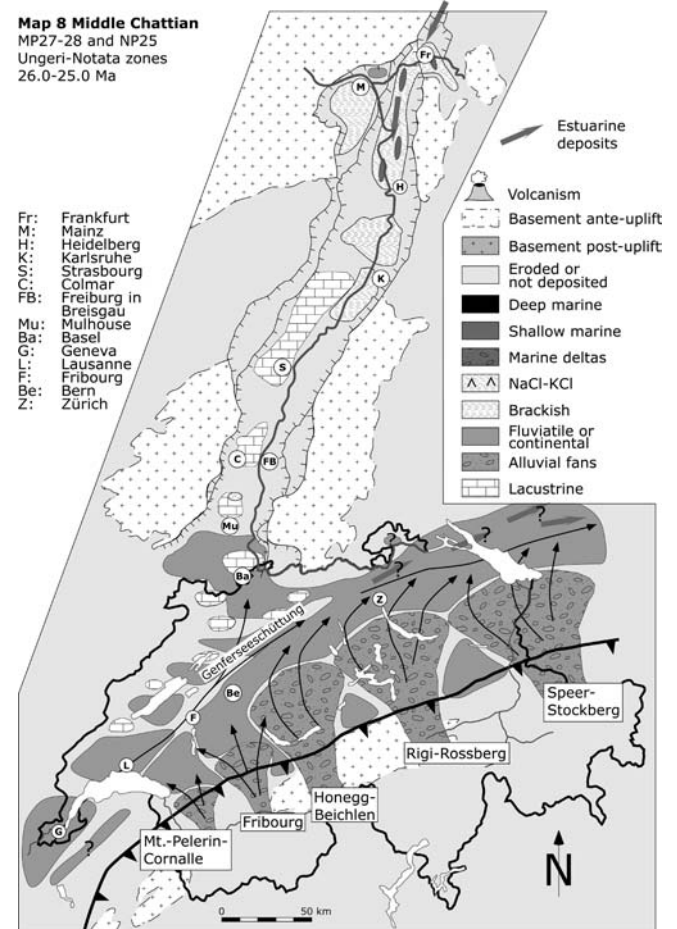 Map 8 Middle Chattian
MP27-28 and NP25
Ungeri-Notata zones
26.0-25.0 Ma
Fr: Frankfurt
M: Mainz
H: Heidelberg
K: Karlsruhe
S: Strasbourg
C: Colmar
FB: Freiburg in
Breisgau
Mu: Mulhouse
Ba: Basel
G: Geneva
L: Lausanne
F: Fribourg
Be: Bern
Z: Zürich
Estuarine
deposits
Volcanism
Basement ante-uplift
Basement post-uplift
Eroded or
not deposited
Deep marine
Shallow marine
Marine deltas
NaCl-KCl
Brackish
Fluviatile or
continental
Alluvial fans
Lacustrine
Fr
M
H
K
S
C
FB
Mu
Ba
?
?
?
?
Z
Genferseeschüttung
Be
F
L
G
?
Speer-
Stockberg
Rigi-Rossberg
Honegg-
Beichlen
Fribourg
Mt.-Pelerin-
Cornalle
N
0 50 km